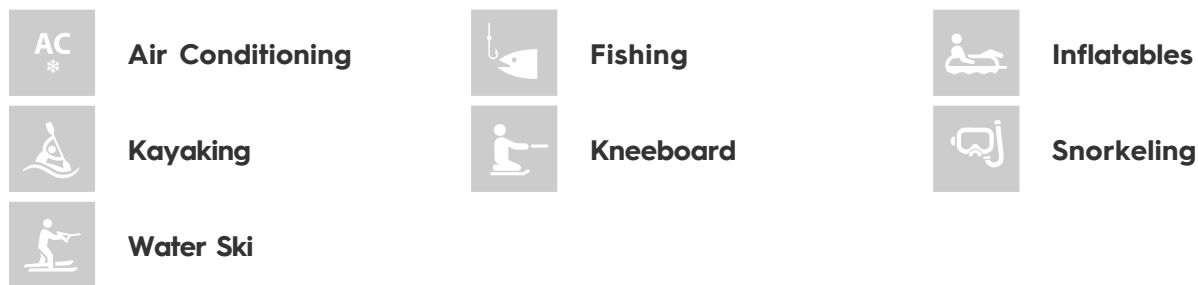 AC
Air Conditioning
Fishing
Inflatables
Kayaking
Kneeboard
Snorkeling
Water Ski